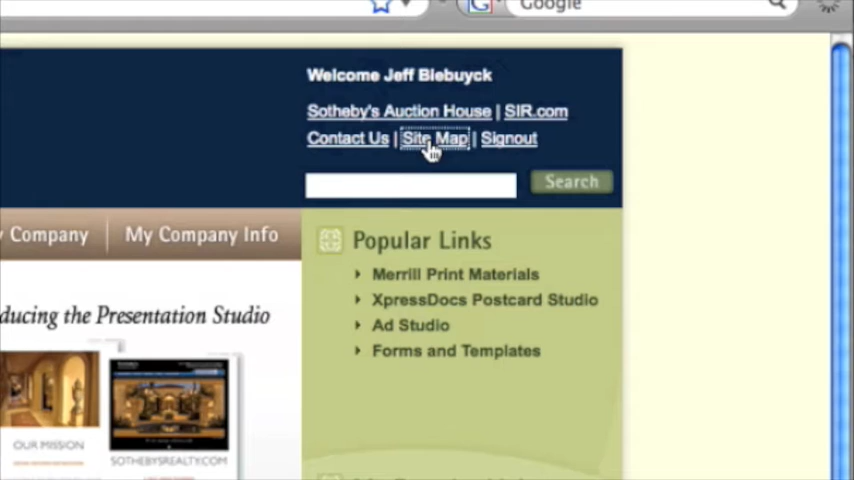 Google
Welcome Jeff Biebuyck
Sotheby's Auction House | SIR.com
Contact Us | Site Map | Signout
Search
y Company
My Company Info
Popular Links
Merrill Print Materials
XpressDocs Postcard Studio
Ad Studio
Forms and Templates
ducing the Presentation Studio
OUR MISSION
SOTHEBYSREALTY.COM